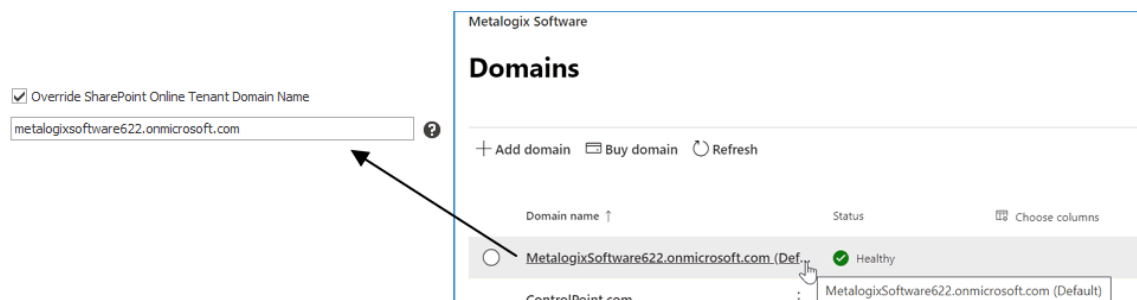 Metalogix Software
Domains
Override SharePoint Online Tenant Domain Name
metalogixsoftware622.onmicrosoft.com
Add domain Buy domain Refresh
Domain name ↑ Status Choose columns
MetalogixSoftware622.onmicrosoft.com (Def... Healthy
MetalogixSoftware622.onmicrosoft.com (Default)
ControlPoint.com